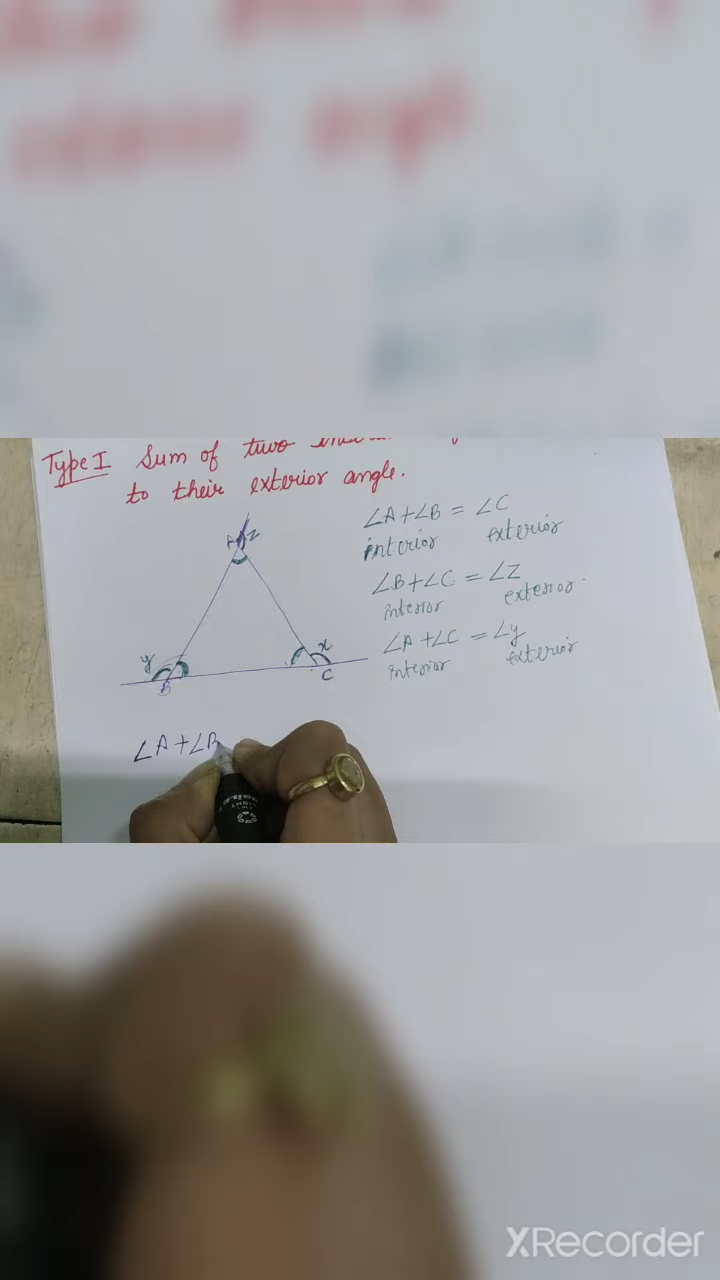 Type I Sum of two
to their exterior angle.
∠A+∠B = ∠C
interior exterior
∠B+∠C = ∠Z
interior exterior
∠A+∠C = ∠y
interior exterior
A Z
y x
B C
∠A+∠B
XRecorder